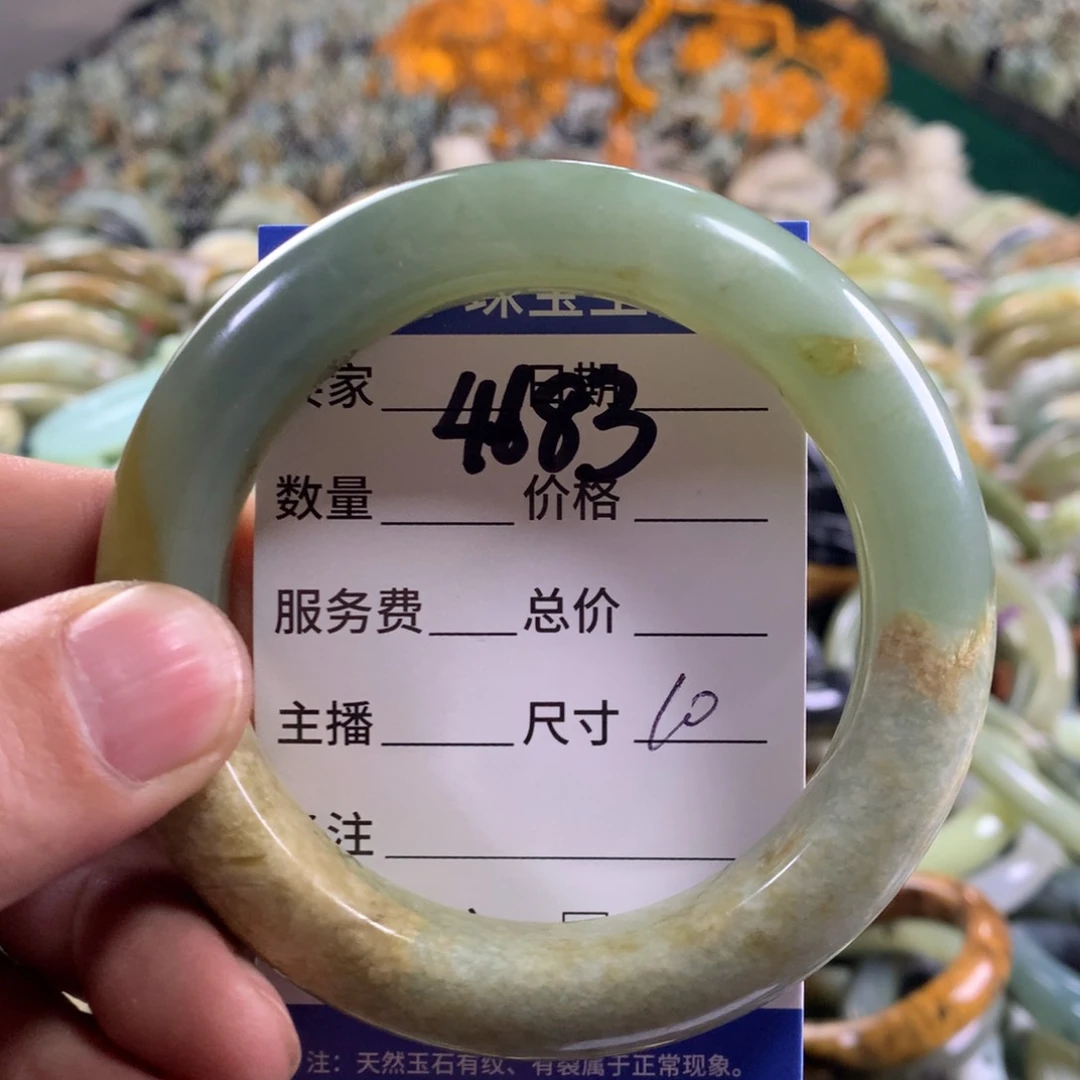 珠宝玉
家 日期
4683
数量 价格
服务费 总价
主播 尺寸 60
注
注：天然玉石有纹、有裂属于正常现象。